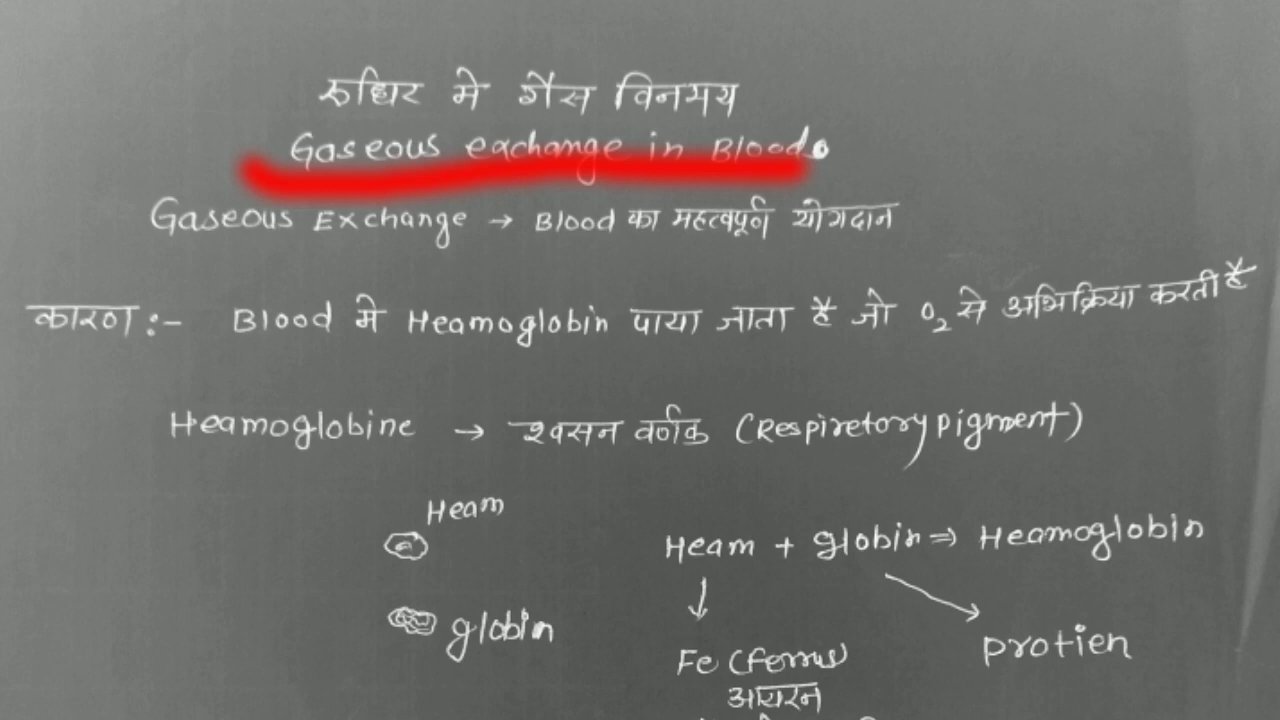 रुधिर मे गैस विनमय
Gaseous exchange in Blood
Gaseous Exchange → Blood का महत्वपूर्ण योगदान
कारण :- Blood मे Heamoglobin पाया जाता है जो O₂ से अभिक्रिया करती है
Heamoglobine → श्वसन वर्णक (Respiretory pigment)
Heam
Heam + globin ⇒ Heamoglobin
globin
Protien
Fe (ferrus)
आयरन